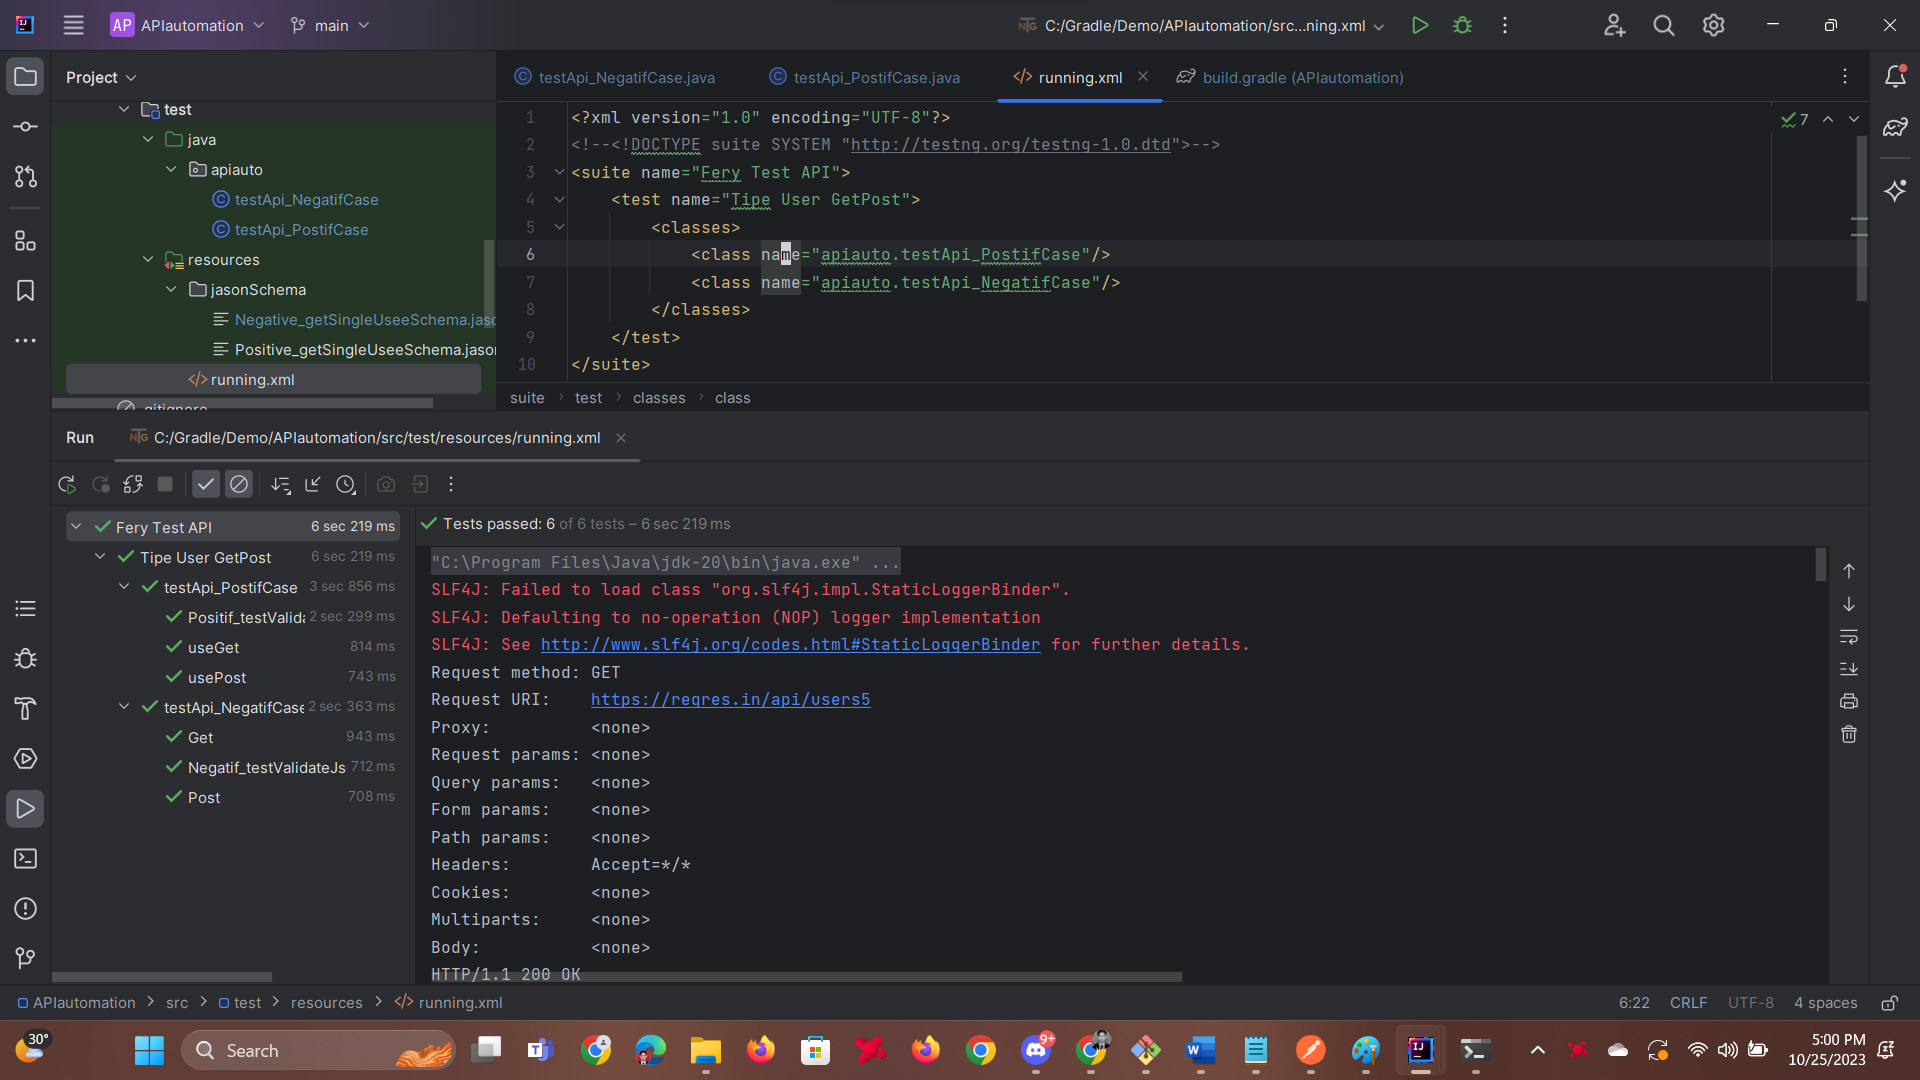 AP APIautomation main C:/Gradle/Demo/APIautomation/src...ning.xml
Project
testApi_NegatifCase.java testApi_PostifCase.java running.xml build.gradle (APIautomation)
test
java
apiauto
testApi_NegatifCase
testApi_PostifCase
resources
jasonSchema
Negative_getSingleUseeSchema.jaso
Positive_getSingleUseeSchema.jason
running.xml
.gitignore
7
1 <?xml version="1.0" encoding="UTF-8"?>
2 <!--<!DOCTYPE suite SYSTEM "http://testng.org/testng-1.0.dtd">-->
3 <suite name="Fery Test API">
4 <test name="Tipe User GetPost">
5 <classes>
6 <class name="apiauto.testApi_PostifCase"/>
7 <class name="apiauto.testApi_NegatifCase"/>
8 </classes>
9 </test>
10 </suite>
suite test classes class
Run C:/Gradle/Demo/APIautomation/src/test/resources/running.xml
Fery Test API 6 sec 219 ms
Tipe User GetPost 6 sec 219 ms
testApi_PostifCase 3 sec 856 ms
Positif_testValida 2 sec 299 ms
useGet 814 ms
usePost 743 ms
testApi_NegatifCase 2 sec 363 ms
Get 943 ms
Negatif_testValidateJs 712 ms
Post 708 ms
Tests passed: 6 of 6 tests – 6 sec 219 ms
"C:\Program Files\Java\jdk-20\bin\java.exe" ...
SLF4J: Failed to load class "org.slf4j.impl.StaticLoggerBinder".
SLF4J: Defaulting to no-operation (NOP) logger implementation
SLF4J: See http://www.slf4j.org/codes.html#StaticLoggerBinder for further details.
Request method: GET
Request URI: https://reqres.in/api/users5
Proxy: <none>
Request params: <none>
Query params: <none>
Form params: <none>
Path params: <none>
Headers: Accept=*/*
Cookies: <none>
Multiparts: <none>
Body: <none>
HTTP/1.1 200 OK
APIautomation > src > test > resources > running.xml
6:22 CRLF UTF-8 4 spaces
30°
Search
9+
5:00 PM
10/25/2023